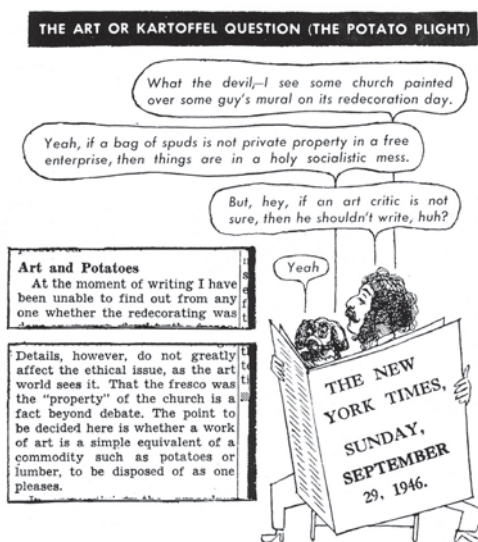 THE ART OR KARTOFFEL QUESTION (THE POTATO PLIGHT)
What the devil,—I see some church painted
over some guy's mural on its redecoration day.
Yeah, if a bag of spuds is not private property in a free
enterprise, then things are in a holy socialistic mess.
But, hey, if an art critic is not
sure, then he shouldn't write, huh?
Yeah
Art and Potatoes
At the moment of writing I have
been unable to find out from any
one whether the redecorating was
Details, however, do not greatly
affect the ethical issue, as the art
world sees it. That the fresco was
the "property" of the church is a
fact beyond debate. The point to
be decided here is whether a work
of art is a simple equivalent of a
commodity such as potatoes or
lumber, to be disposed of as one
pleases.
THE NEW
YORK TIMES,
SUNDAY,
SEPTEMBER
29, 1946.